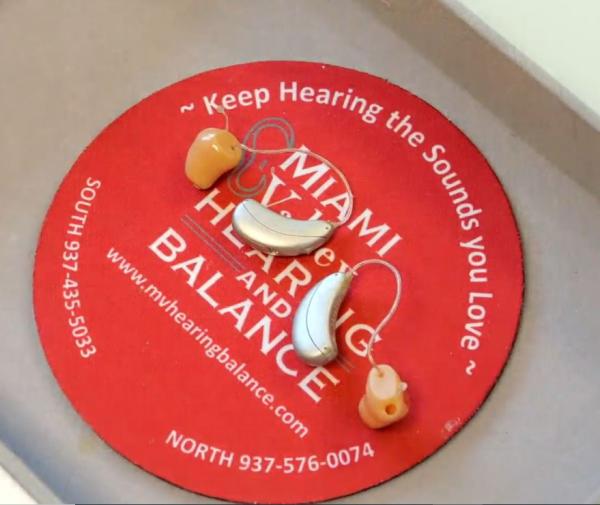 ~ Keep Hearing the Sounds you Love ~
MIAMI
HEARING
AND
BALANCE
www.mvhearingbalance.com
SOUTH 937-435-5033
NORTH 937-576-0074